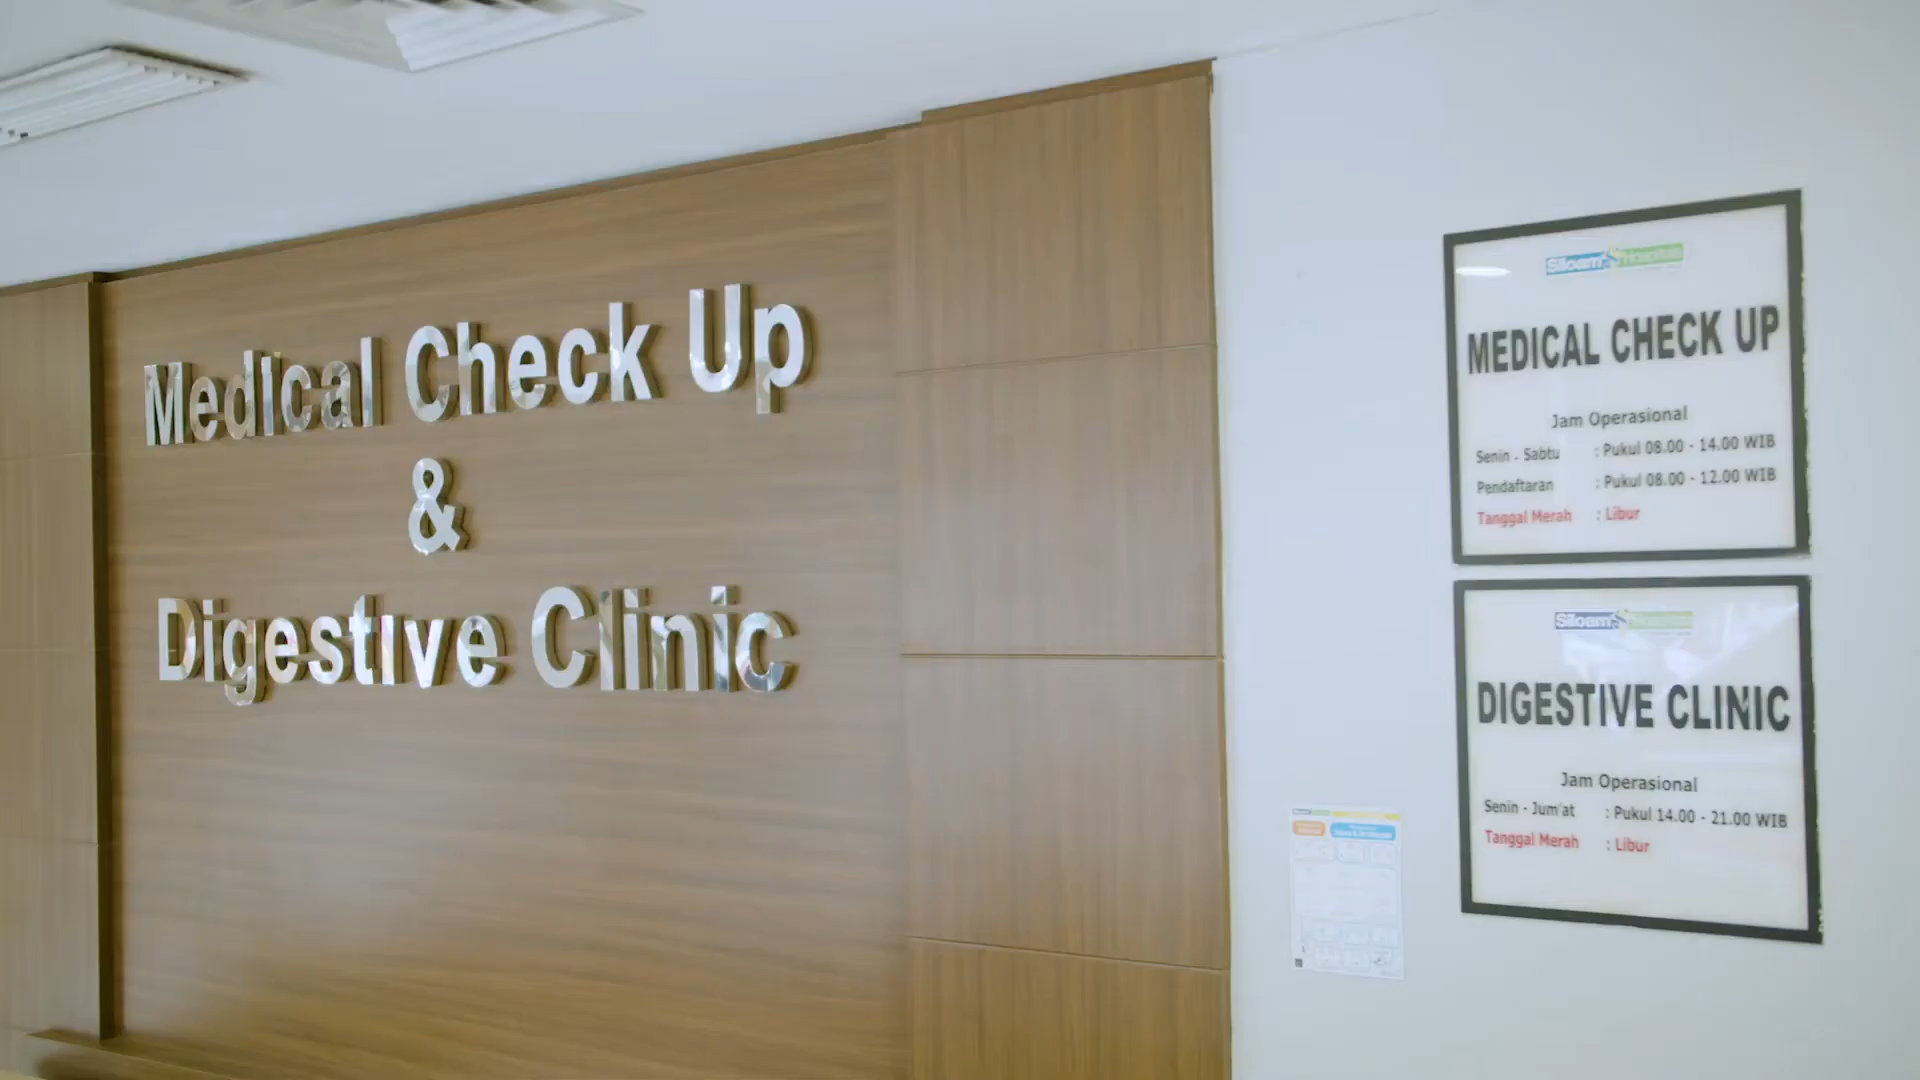 Medical Check Up
&
Digestive Clinic
Siloam Hospitals
MEDICAL CHECK UP
Jam Operasional
Senin - Sabtu : Pukul 08.00 - 14.00 WIB
Pendaftaran : Pukul 08.00 - 12.00 WIB
Tanggal Merah : Libur
Siloam Hospitals
DIGESTIVE CLINIC
Jam Operasional
Senin - Jum'at : Pukul 14.00 - 21.00 WIB
Tanggal Merah : Libur